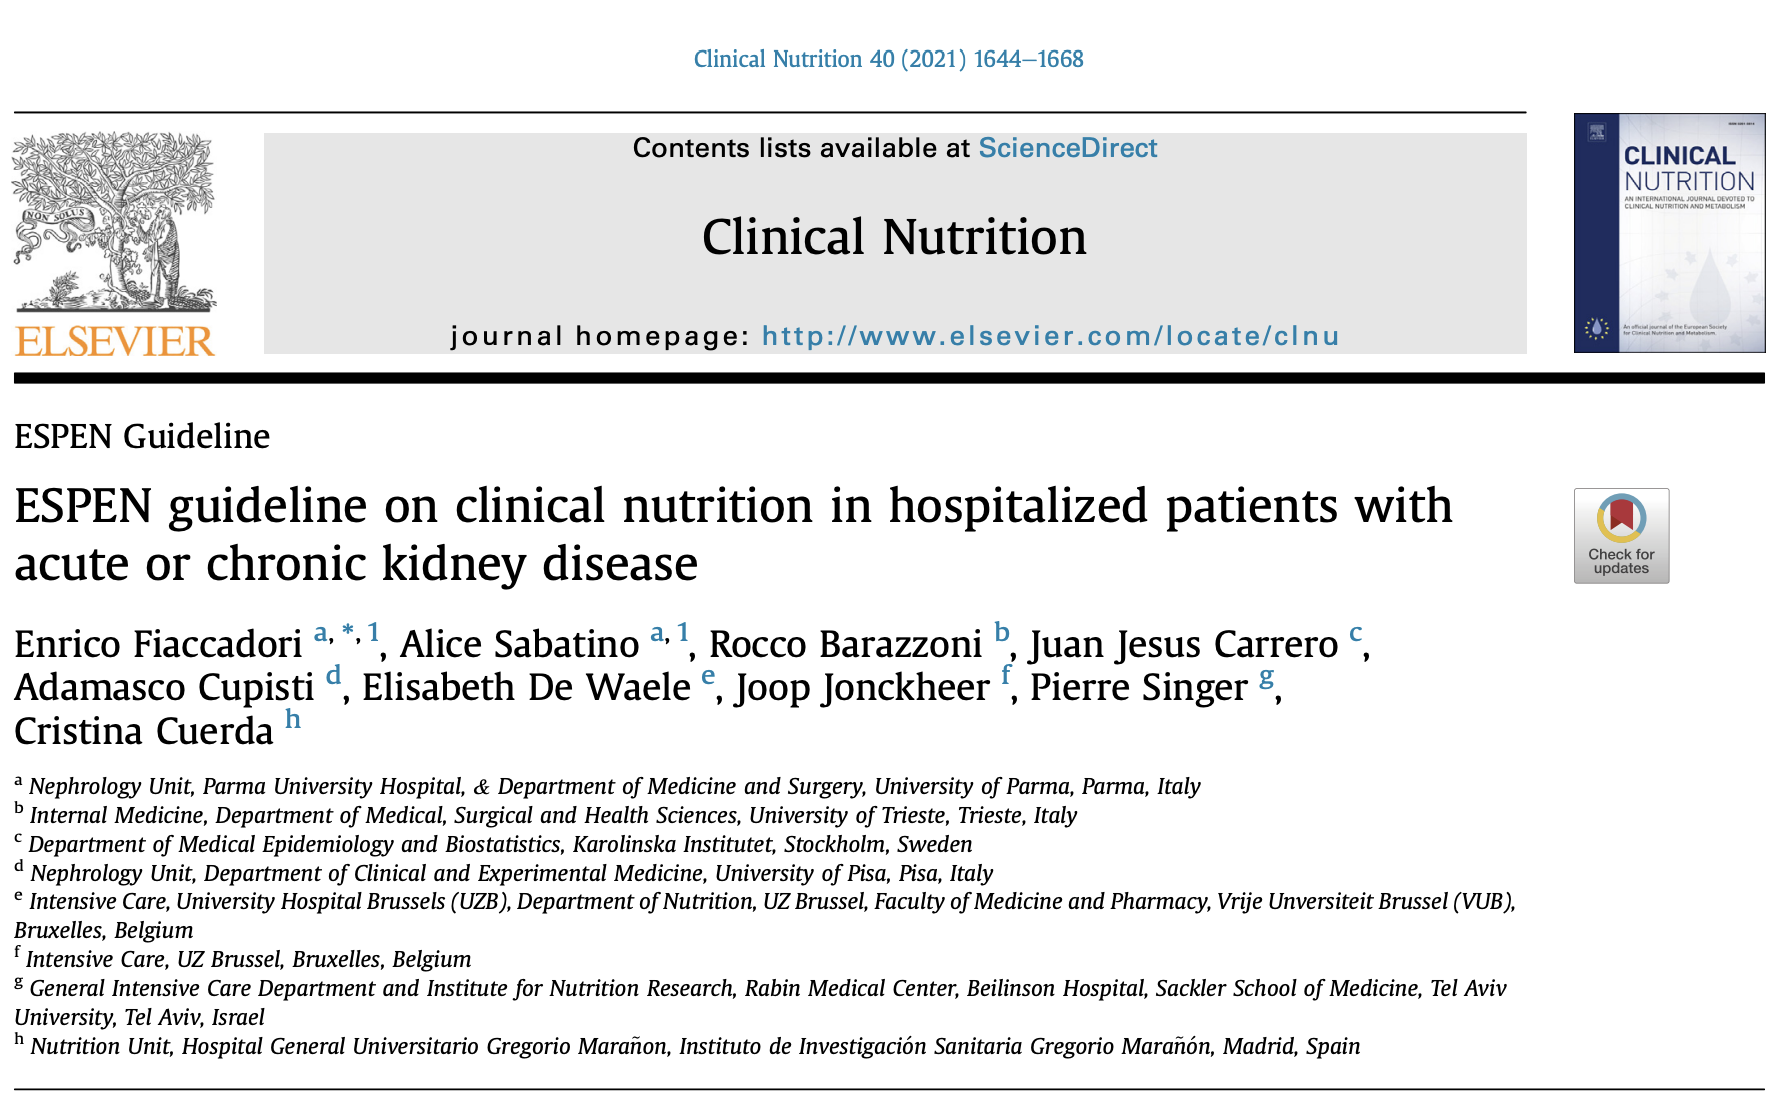 Clinical Nutrition 40 (2021) 1644–1668
Contents lists available at ScienceDirect
Clinical Nutrition
journal homepage: http://www.elsevier.com/locate/clnu
NON SOLUS
ELSEVIER
CLINICAL
NUTRITION
AN INTERNATIONAL JOURNAL DEVOTED TO
CLINICAL NUTRITION AND METABOLISM
An official journal of the European Society
for Clinical Nutrition and Metabolism.
ESPEN Guideline
ESPEN guideline on clinical nutrition in hospitalized patients with
acute or chronic kidney disease
Check for
updates
Enrico Fiaccadori a, *, 1, Alice Sabatino a, 1, Rocco Barazzoni b, Juan Jesus Carrero c,
Adamasco Cupisti d, Elisabeth De Waele e, Joop Jonckheer f, Pierre Singer g,
Cristina Cuerda h
a Nephrology Unit, Parma University Hospital, & Department of Medicine and Surgery, University of Parma, Parma, Italy
b Internal Medicine, Department of Medical, Surgical and Health Sciences, University of Trieste, Trieste, Italy
c Department of Medical Epidemiology and Biostatistics, Karolinska Institutet, Stockholm, Sweden
d Nephrology Unit, Department of Clinical and Experimental Medicine, University of Pisa, Pisa, Italy
e Intensive Care, University Hospital Brussels (UZB), Department of Nutrition, UZ Brussel, Faculty of Medicine and Pharmacy, Vrije Unversiteit Brussel (VUB),
Bruxelles, Belgium
f Intensive Care, UZ Brussel, Bruxelles, Belgium
g General Intensive Care Department and Institute for Nutrition Research, Rabin Medical Center, Beilinson Hospital, Sackler School of Medicine, Tel Aviv
University, Tel Aviv, Israel
h Nutrition Unit, Hospital General Universitario Gregorio Marañon, Instituto de Investigación Sanitaria Gregorio Marañón, Madrid, Spain